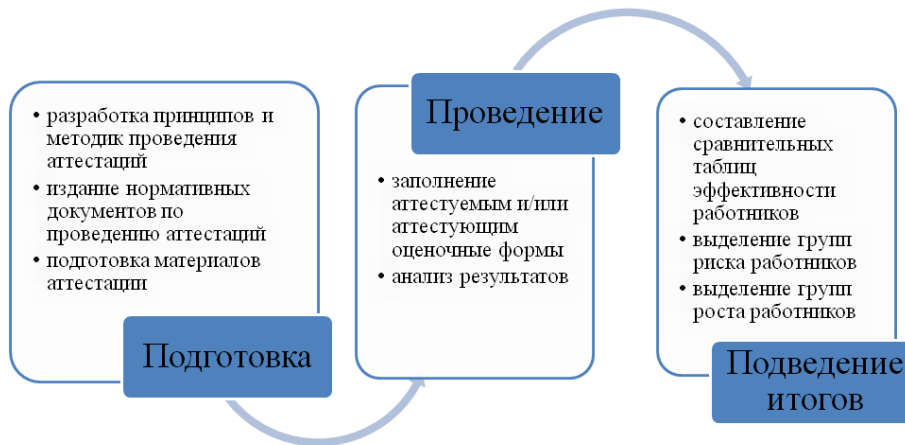 • разработка принципов и
методик проведения
аттестаций
• издание нормативных
документов по
проведению аттестаций
• подготовка материалов
аттестации
Подготовка
Проведение
• заполнение
аттестуемым и/или
аттестующим
оценочные формы
• анализ результатов
• составление
сравнительных
таблиц
эффективности
работников
• выделение групп
риска работников
• выделение групп
роста работников
Подведение
итогов